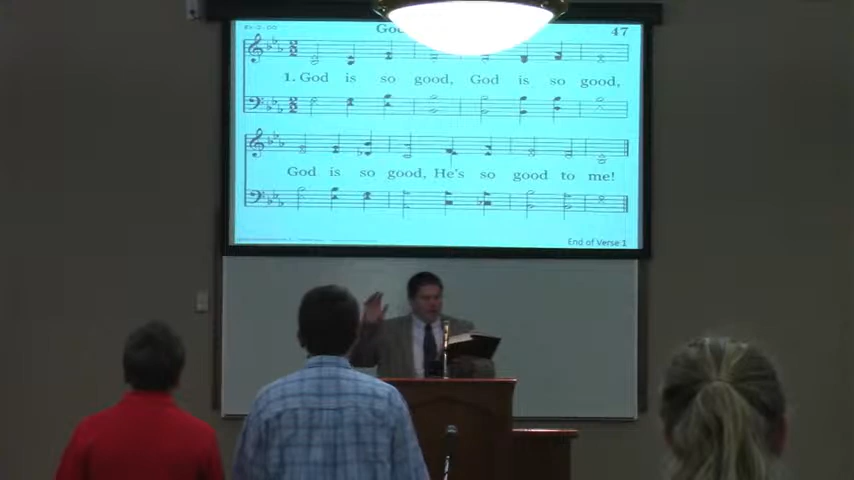 47
1. God is so good, God is so good,
God is so good, He's so good to me!
End of Verse 1